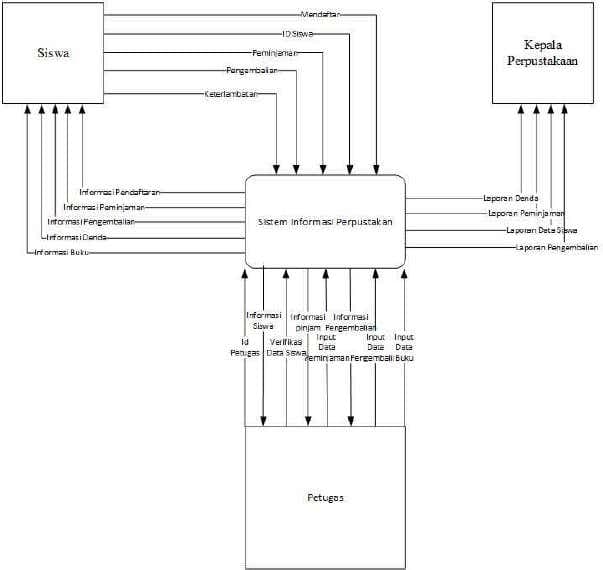 Siswa
Mendaftar
ID Siswa
Peminjaman
Pengembalian
Keterlambatan
Kepala
Perpustakaan
Informasi Pendaftaran
Informasi Peminjaman
Informasi Pengembalian
Informasi Denda
Informasi Buku
Sistem Informasi Perpustakan
Laporan Denda
Laporan Peminjaman
Laporan Data Siswa
Laporan Pengembalian
Id
Petugas
Informasi
Siswa
Verifikasi
Data Siswa
Informasi
pinjam
Input
Data
Peminjaman
Informasi
Pengembalian
Input
Data
Pengembali
Input
Data
Buku
Petugas